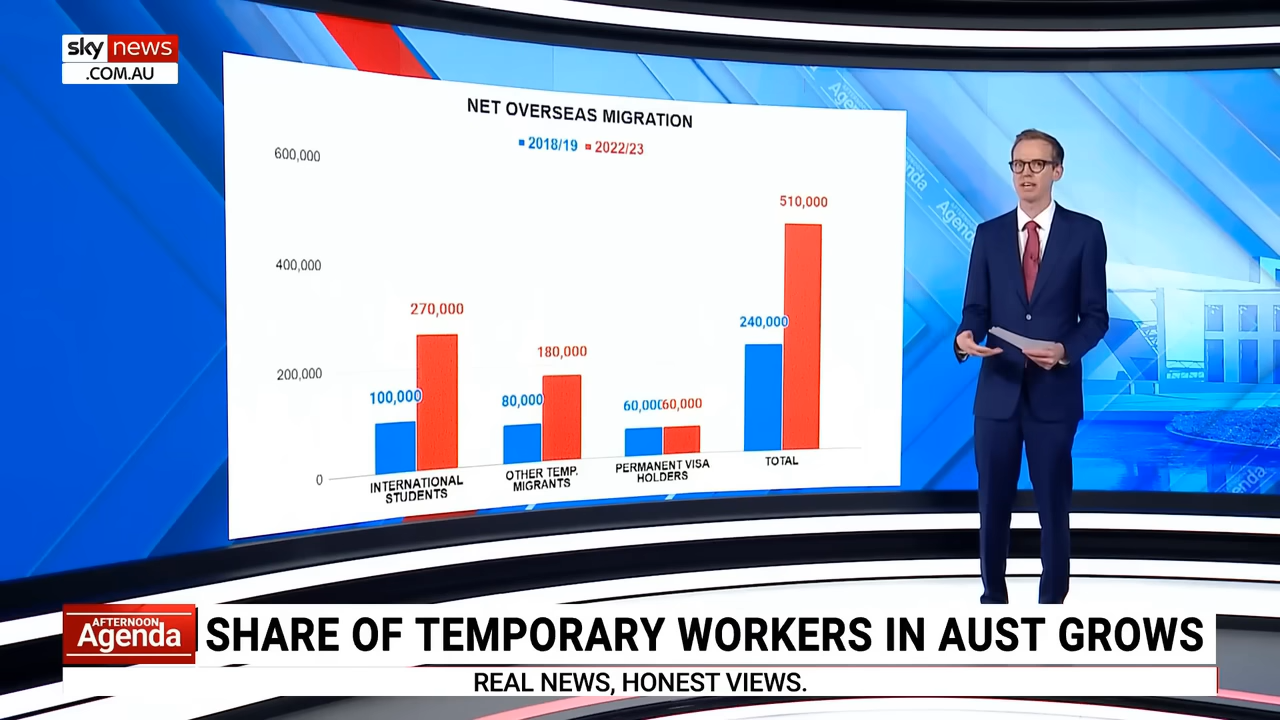 sky news
.COM.AU
NET OVERSEAS MIGRATION
2018/19 2022/23
600,000
400,000
200,000
0
100,000
270,000
80,000
180,000
60,000
60,000
240,000
510,000
INTERNATIONAL
STUDENTS
OTHER TEMP.
MIGRANTS
PERMANENT VISA
HOLDERS
TOTAL
Agenda
Agenda
AFTERNOON
Agenda
SHARE OF TEMPORARY WORKERS IN AUST GROWS
REAL NEWS, HONEST VIEWS.